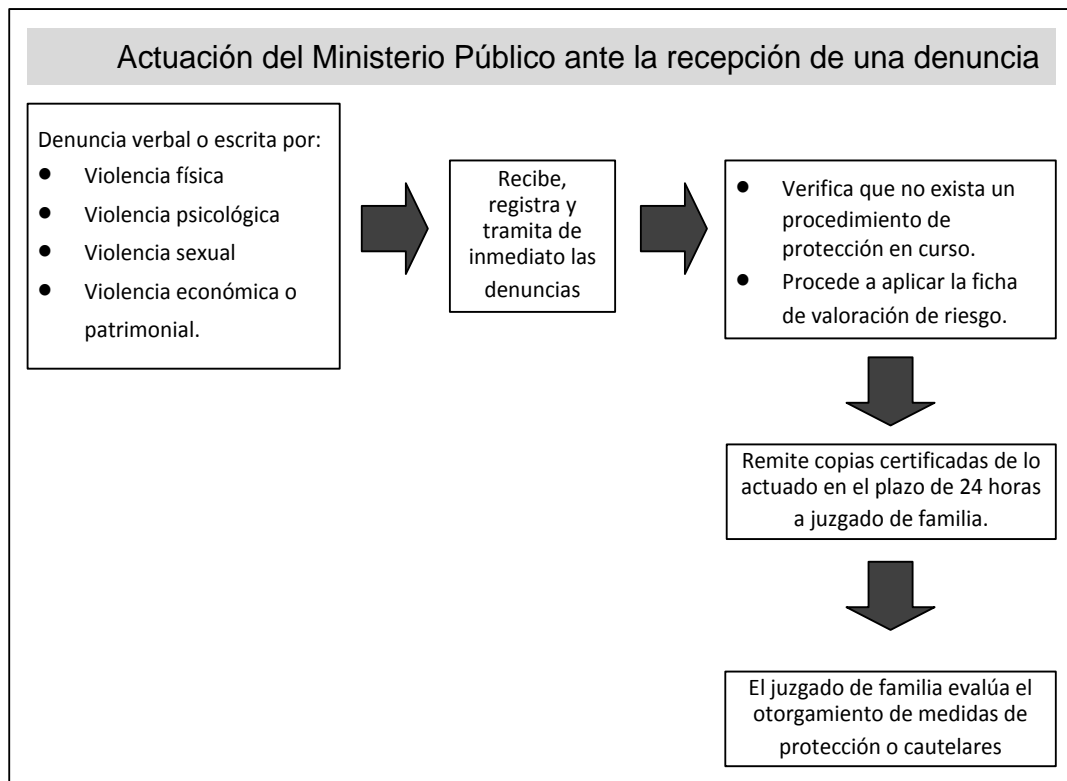 Actuación del Ministerio Público ante la recepción de una denuncia
Denuncia verbal o escrita por:
● Violencia física
● Violencia psicológica
● Violencia sexual
● Violencia económica o
patrimonial.
Recibe,
registra y
tramita de
inmediato las
denuncias
● Verifica que no exista un
procedimiento de
protección en curso.
● Procede a aplicar la ficha
de valoración de riesgo.
Remite copias certificadas de lo
actuado en el plazo de 24 horas
a juzgado de familia.
El juzgado de familia evalúa el
otorgamiento de medidas de
protección o cautelares